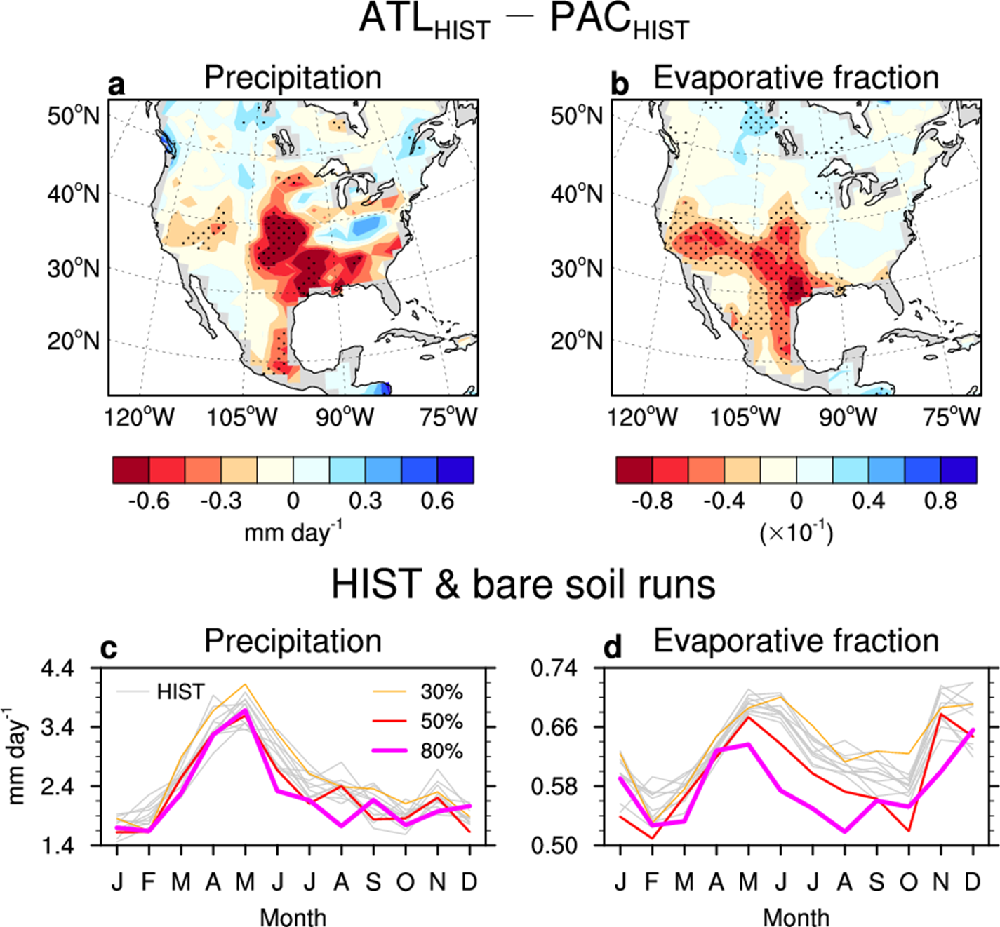 ATL_HIST — PAC_HIST
a Precipitation
b Evaporative fraction
50°N
40°N
30°N
20°N
120°W 105°W 90°W 75°W
50°N
40°N
30°N
20°N
120°W 105°W 90°W 75°W
-0.6 -0.3 0 0.3 0.6
mm day⁻¹
-0.8 -0.4 0 0.4 0.8
(×10⁻¹)
HIST & bare soil runs
c Precipitation
d Evaporative fraction
4.4
3.4
2.4
1.4
mm day⁻¹
HIST
30%
50%
80%
J F M A M J J A S O N D
Month
0.74
0.66
0.58
0.50
J F M A M J J A S O N D
Month